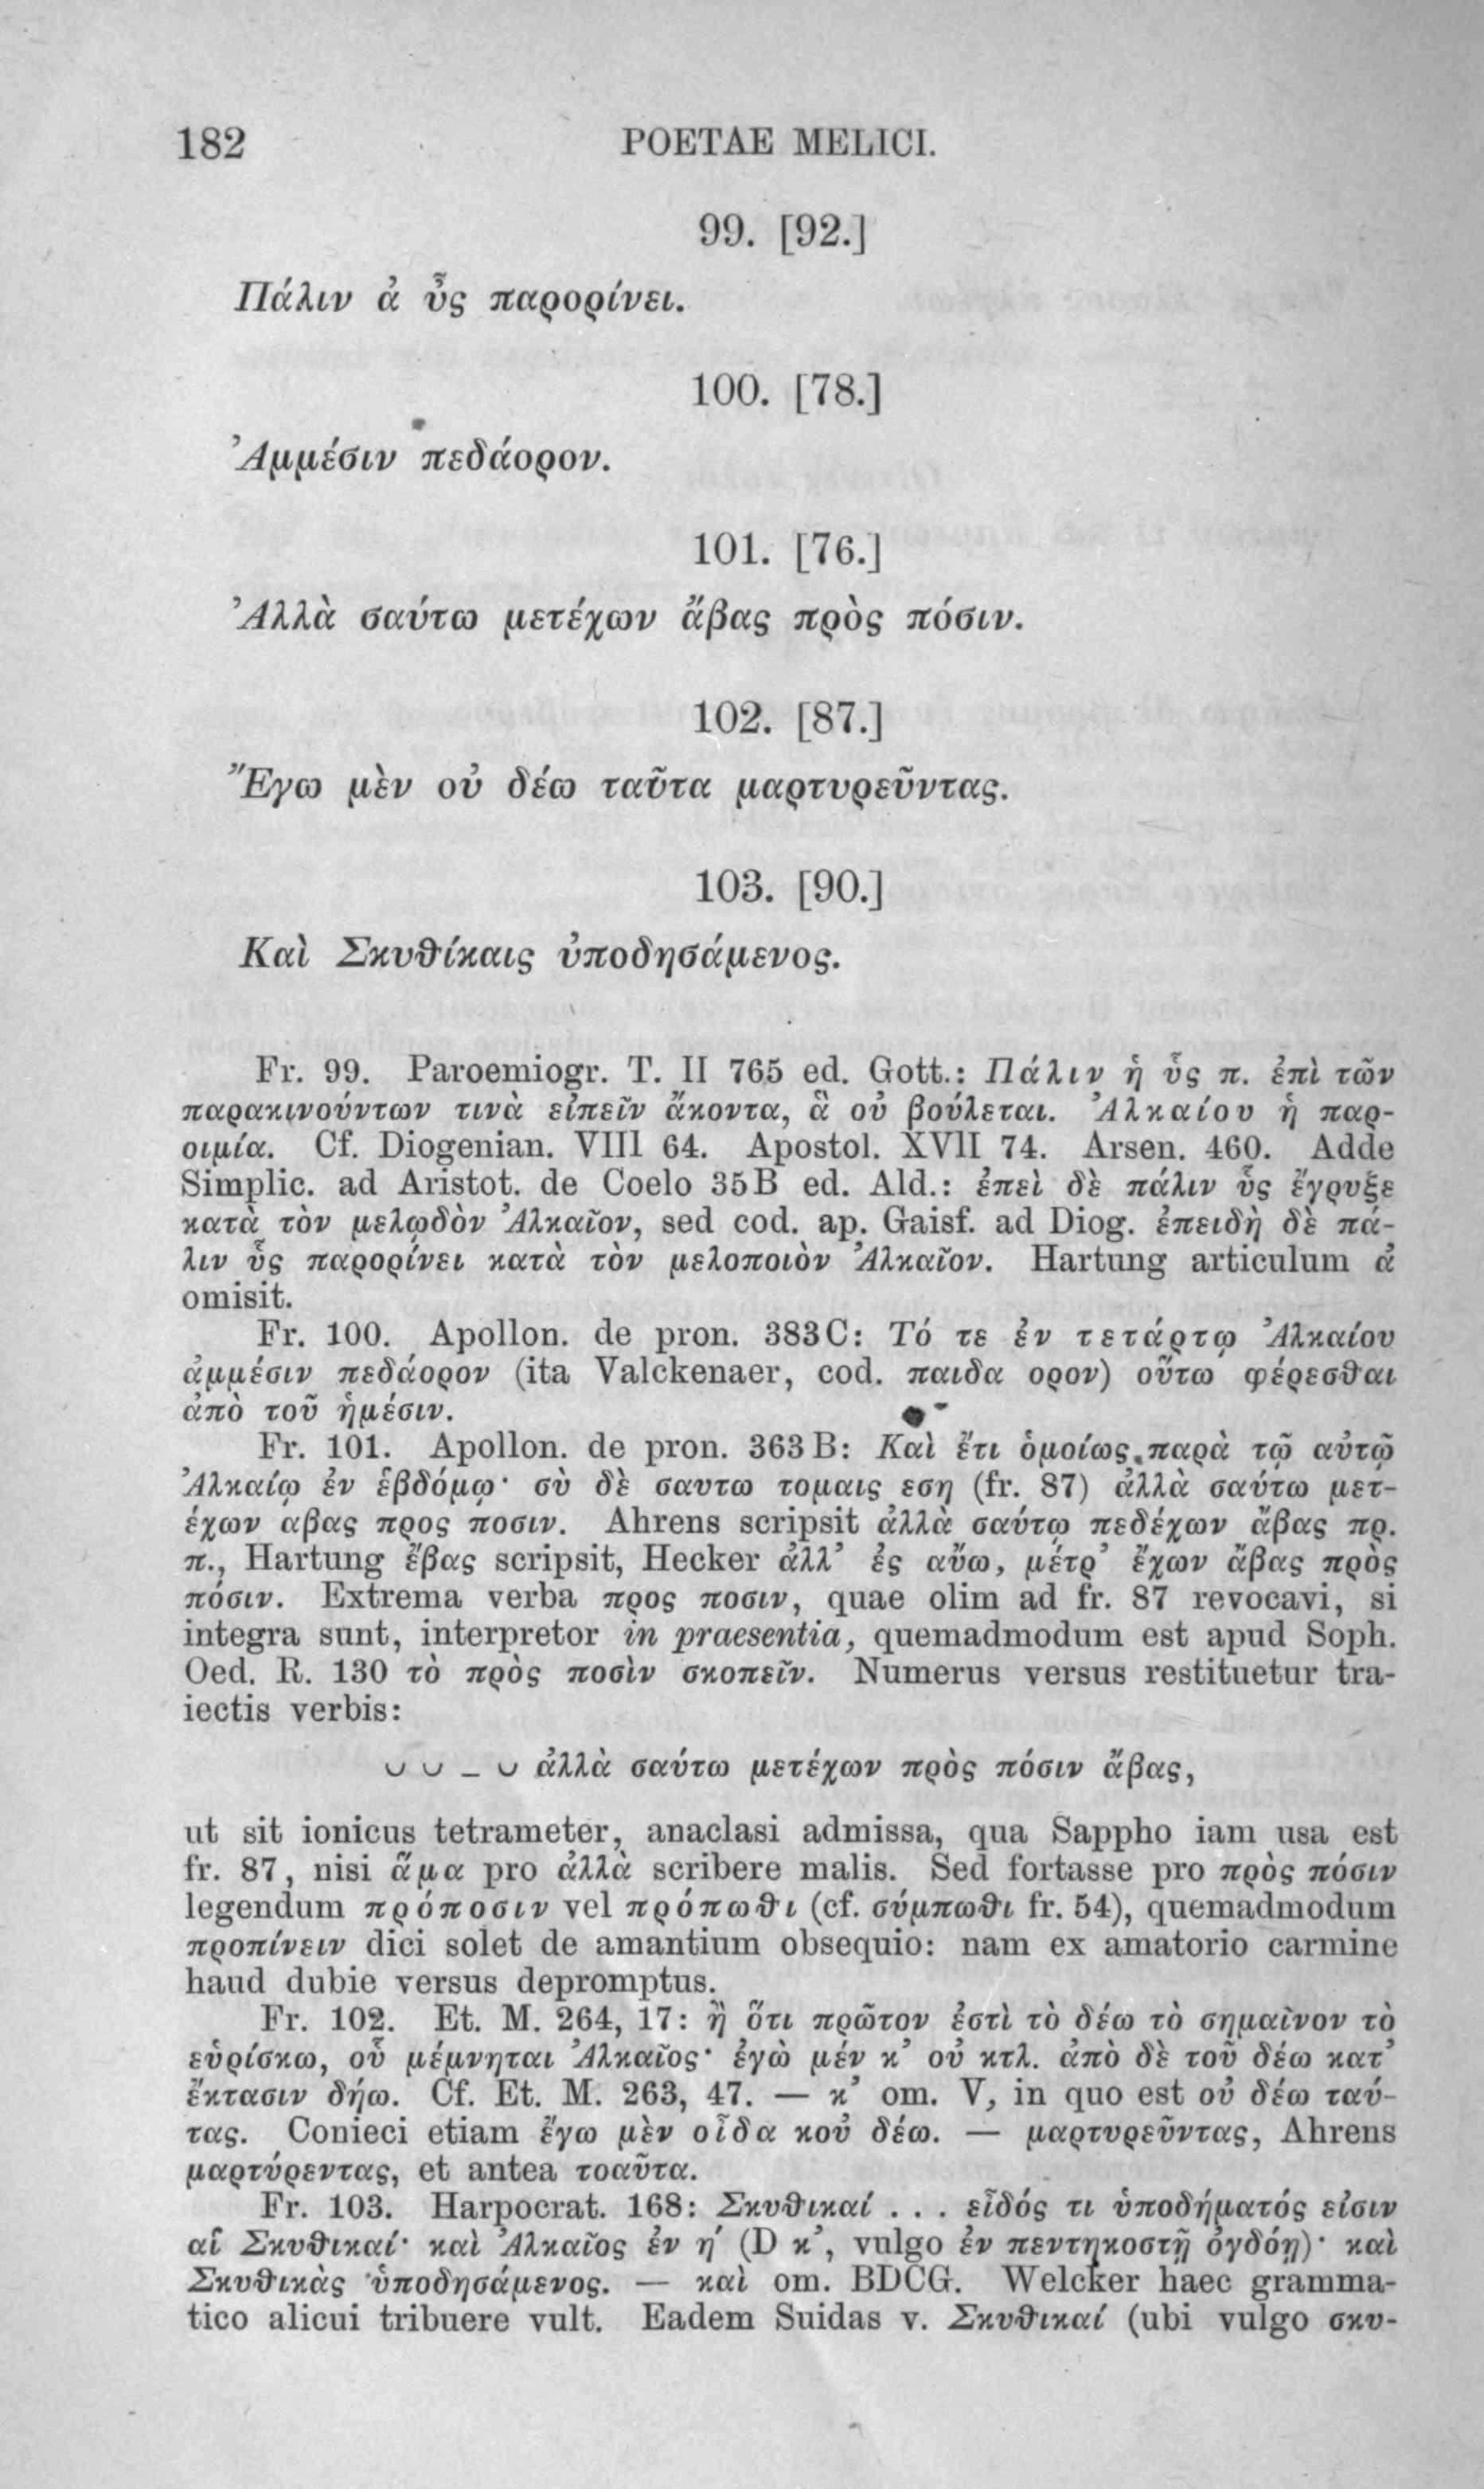 182 POETAE MELICI.
99. [92.]
Πάλιν ἀ ὖς παρορίνει.
100. [78.]
Ἀμμέσιν πεδάορον.
101. [76.]
Ἀλλὰ σαύτω μετέχων ἄβας πρὸς πόσιν.
102. [87.]
Ἔγω μὲν οὐ δέω ταῦτα μαρτυρεῦντας.
103. [90.]
Καὶ Σκυθίκαις ὐποδησάμενος.
Fr. 99. Paroemiogr. T. II 765 ed. Gott.: Πάλιν ἡ ὗς π. ἐπὶ τῶν
παρακινούντων τινὰ εἰπεῖν ἄκοντα, ἃ οὐ βούλεται. Ἀλκαίου ἡ παρ-
οιμία. Cf. Diogenian. VIII 64. Apostol. XVII 74. Arsen. 460. Adde
Simplic. ad Aristot. de Coelo 35B ed. Ald.: ἐπεὶ δὲ πάλιν ὗς ἔγρυξε
κατὰ τὸν μελῳδὸν Ἀλκαῖον, sed cod. ap. Gaisf. ad Diog. ἐπειδὴ δὲ πά-
λιν ὗς παρορίνει κατὰ τὸν μελοποιὸν Ἀλκαῖον. Hartung articulum ἀ
omisit.
Fr. 100. Apollon. de pron. 383C: Τό τε ἐν τετάρτῳ Ἀλκαίου
ἀμμέσιν πεδάορον (ita Valckenaer, cod. παιδα ορον) οὕτω φέρεσθαι
ἀπὸ τοῦ ἡμέσιν.
Fr. 101. Apollon. de pron. 363B: Καὶ ἔτι ὁμοίως παρὰ τῷ αὐτῷ
Ἀλκαίῳ ἐν ἑβδόμῳ· σὺ δὲ σαυτω τομαις εση (fr. 87) ἀλλὰ σαύτω μετ-
έχων αβας προς ποσιν. Ahrens scripsit ἀλλὰ σαύτῳ πεδέχων ἄβας πρ.
π., Hartung ἔβας scripsit, Hecker ἀλλ’ ἐς αὔω, μέτρ’ ἔχων ἄβας πρὸς
πόσιν. Extrema verba προς ποσιν, quae olim ad fr. 87 revocavi, si
integra sunt, interpretor in praesentia, quemadmodum est apud Soph.
Oed. R. 130 τὸ πρὸς ποσὶν σκοπεῖν. Numerus versus restituetur tra-
iectis verbis:
∪ ∪ – ∪ ἀλλὰ σαύτω μετέχων πρὸς πόσιν ἄβας,
ut sit ionicus tetrameter, anaclasi admissa, qua Sappho iam usa est
fr. 87, nisi ἄμα pro ἀλλὰ scribere malis. Sed fortasse pro πρὸς πόσιν
legendum πρόποσιν vel πρόπωθι (cf. σύμπωθι fr. 54), quemadmodum
προπίνειν dici solet de amantium obsequio: nam ex amatorio carmine
haud dubie versus depromptus.
Fr. 102. Et. M. 264, 17: ἢ ὅτι πρῶτον ἐστὶ τὸ δέω τὸ σημαῖνον τὸ
εὑρίσκω, οὗ μέμνηται Ἀλκαῖος· ἐγὼ μέν κ’ οὐ κτλ. ἀπὸ δὲ τοῦ δέω κατ’
ἔκτασιν δήω. Cf. Et. M. 263, 47. — κ’ om. V, in quo est οὐ δέω ταύ-
τας. Conieci etiam ἔγω μὲν οἶδα κοὐ δέω. — μαρτυρεῦντας, Ahrens
μαρτύρεντας, et antea τοαῦτα.
Fr. 103. Harpocrat. 168: Σκυθικαί . . . εἶδός τι ὑποδήματός εἰσιν
αἱ Σκυθικαί· καὶ Ἀλκαῖος ἐν η′ (D κ’, vulgo ἐν πεντηκοστῇ ὀγδόῃ)· καὶ
Σκυθικὰς ὑποδησάμενος. — καὶ om. BDCG. Welcker haec gramma-
tico alicui tribuere vult. Eadem Suidas v. Σκυθικαί (ubi vulgo σκυ-